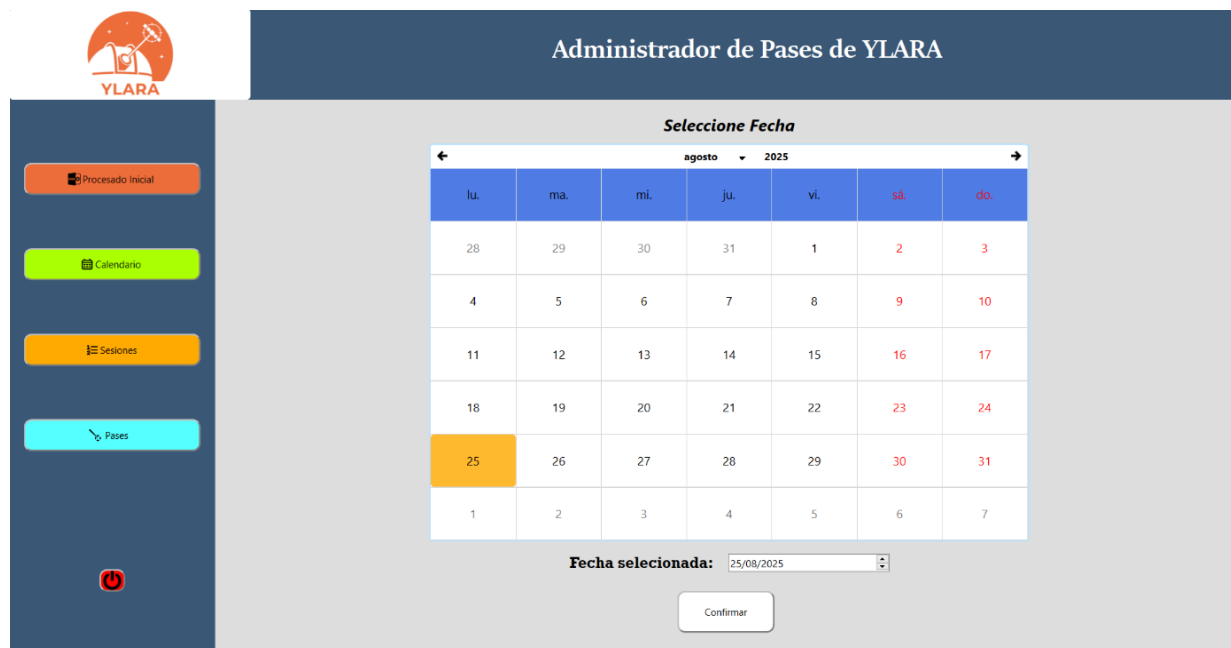 YLARA
Administrador de Pases de YLARA
Procesado Inicial
Calendario
Sesiones
Pases
Seleccione Fecha
agosto 2025
lu. ma. mi. ju. vi. sá. do.
28 29 30 31 1 2 3
4 5 6 7 8 9 10
11 12 13 14 15 16 17
18 19 20 21 22 23 24
25 26 27 28 29 30 31
1 2 3 4 5 6 7
Fecha selecionada: 25/08/2025
Confirmar